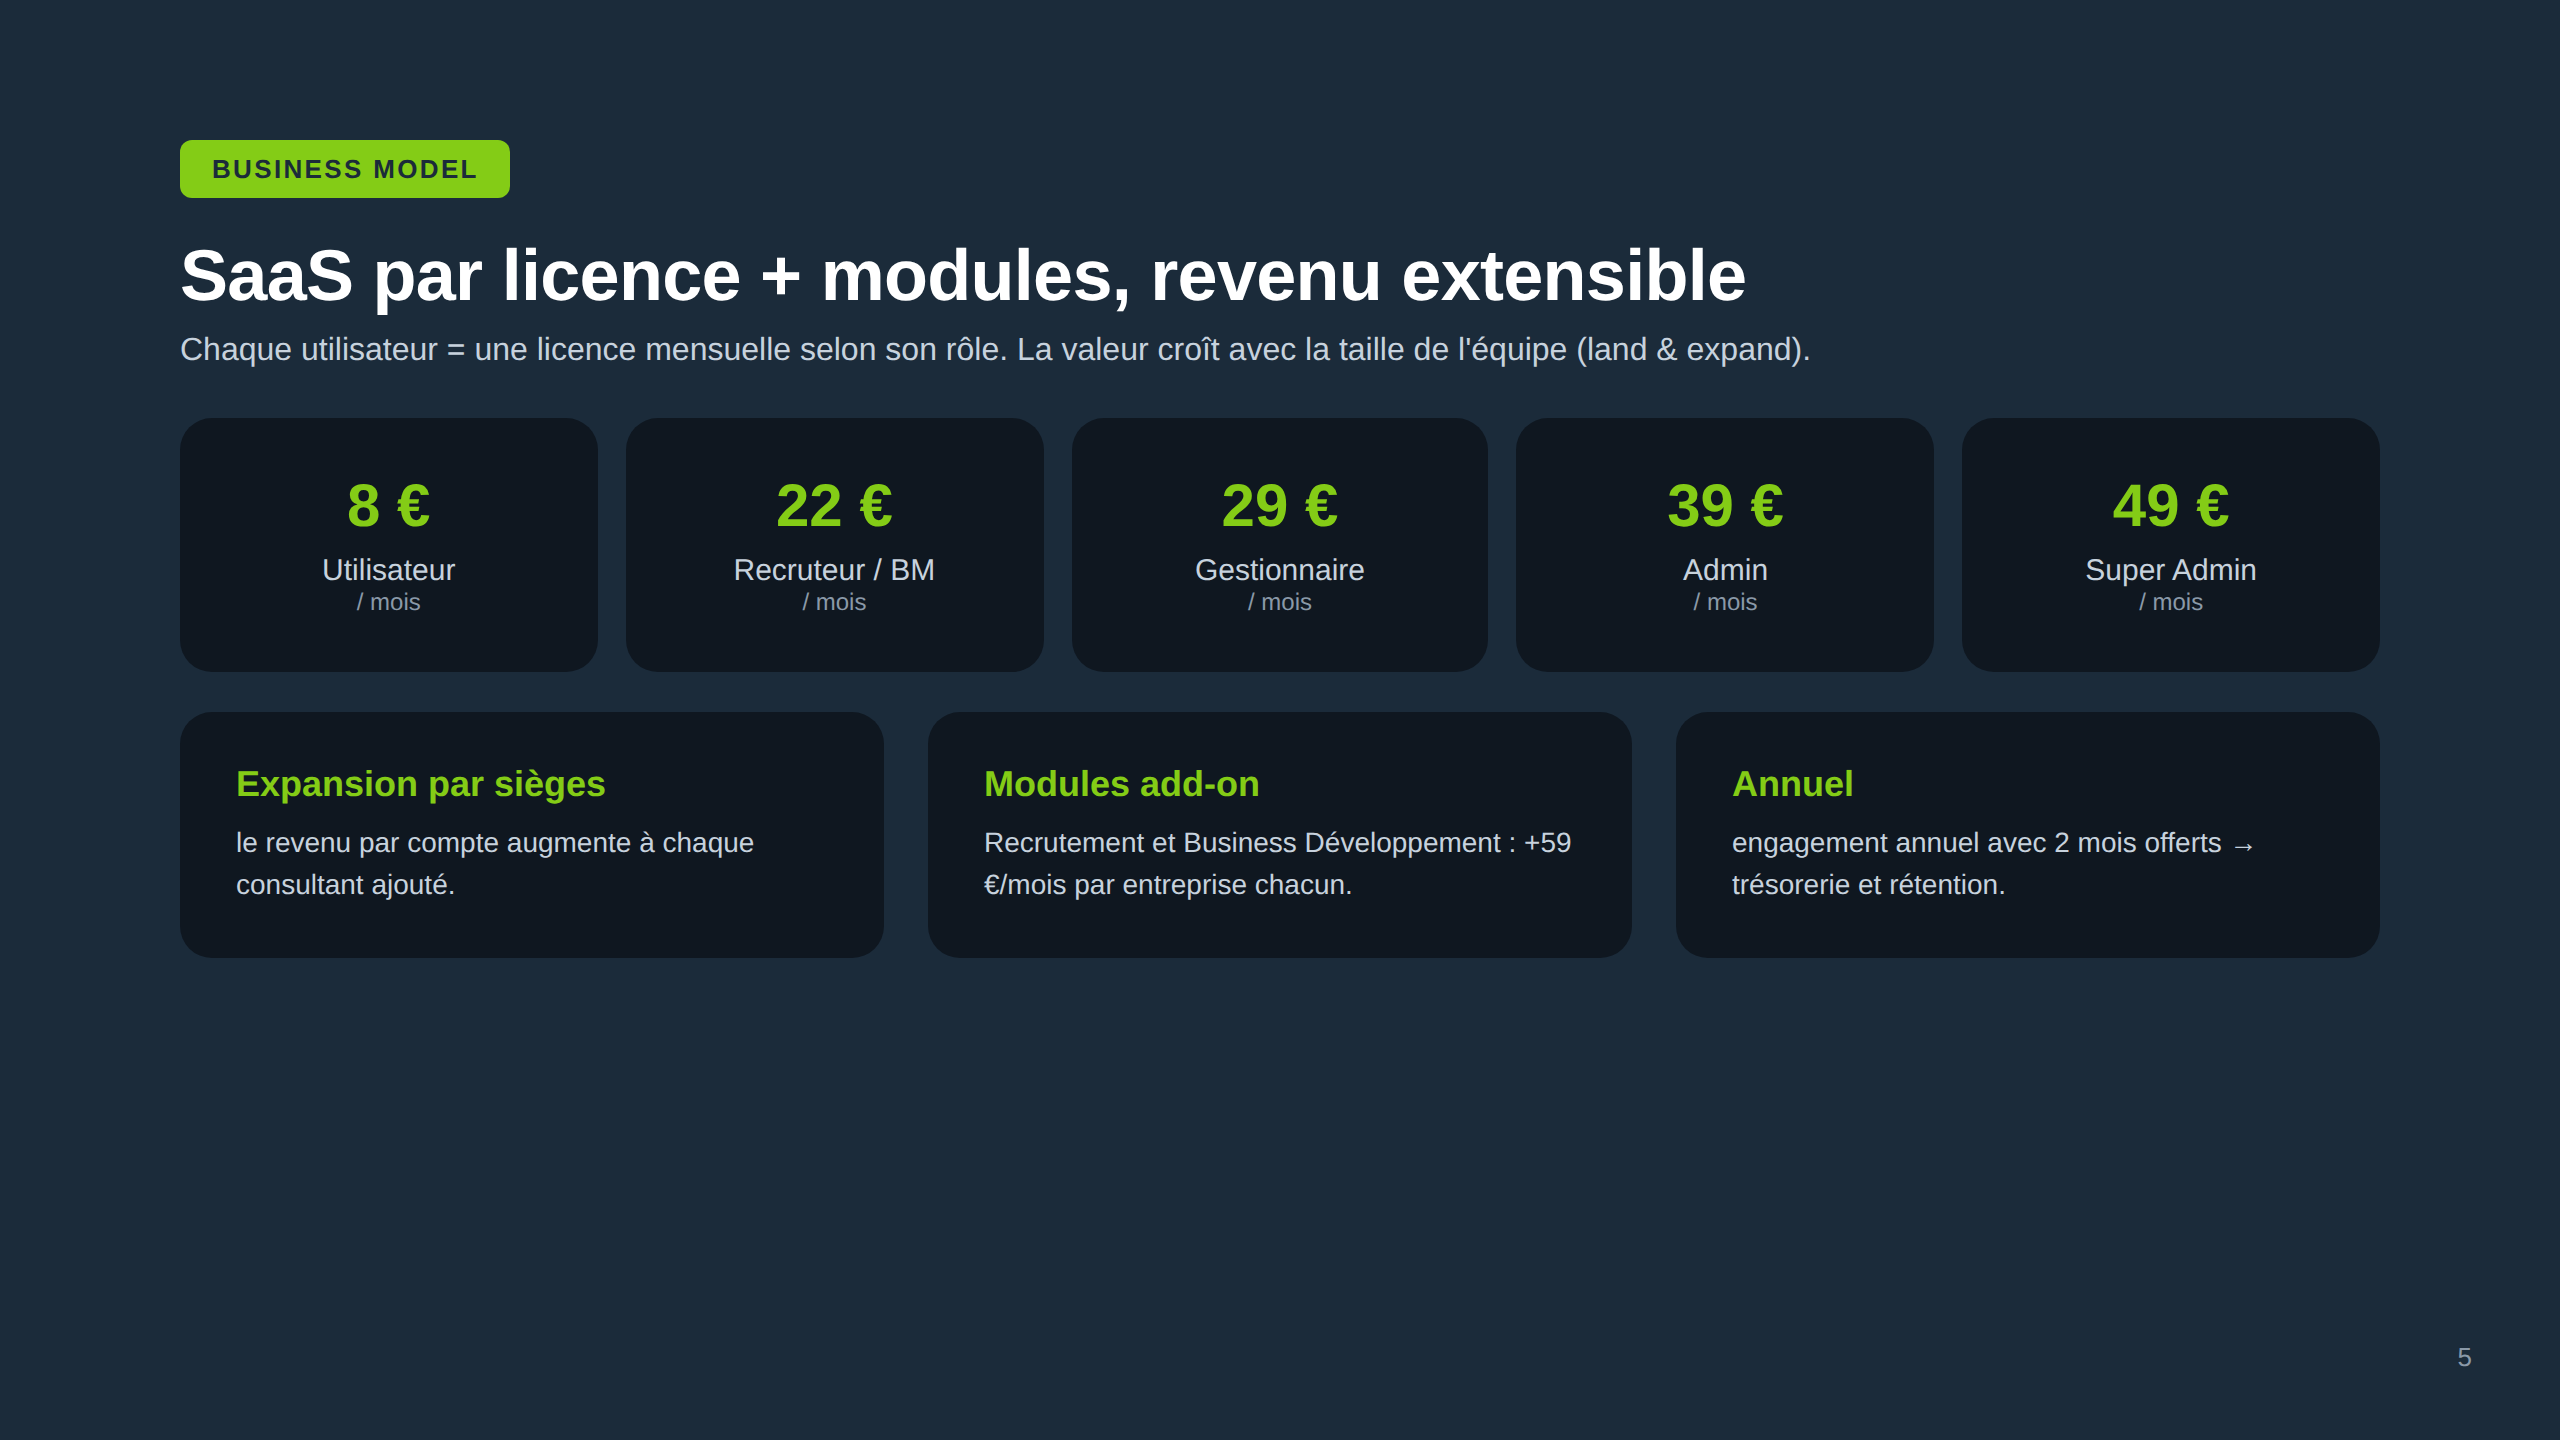 BUSINESS MODEL
SaaS par licence + modules, revenu extensible
Chaque utilisateur = une licence mensuelle selon son rôle. La valeur croît avec la taille de l'équipe (land & expand).
8 €
Utilisateur
/ mois
22 €
Recruteur / BM
/ mois
29 €
Gestionnaire
/ mois
39 €
Admin
/ mois
49 €
Super Admin
/ mois
Expansion par sièges
le revenu par compte augmente à chaque
consultant ajouté.
Modules add-on
Recrutement et Business Développement : +59
€/mois par entreprise chacun.
Annuel
engagement annuel avec 2 mois offerts →
trésorerie et rétention.
5